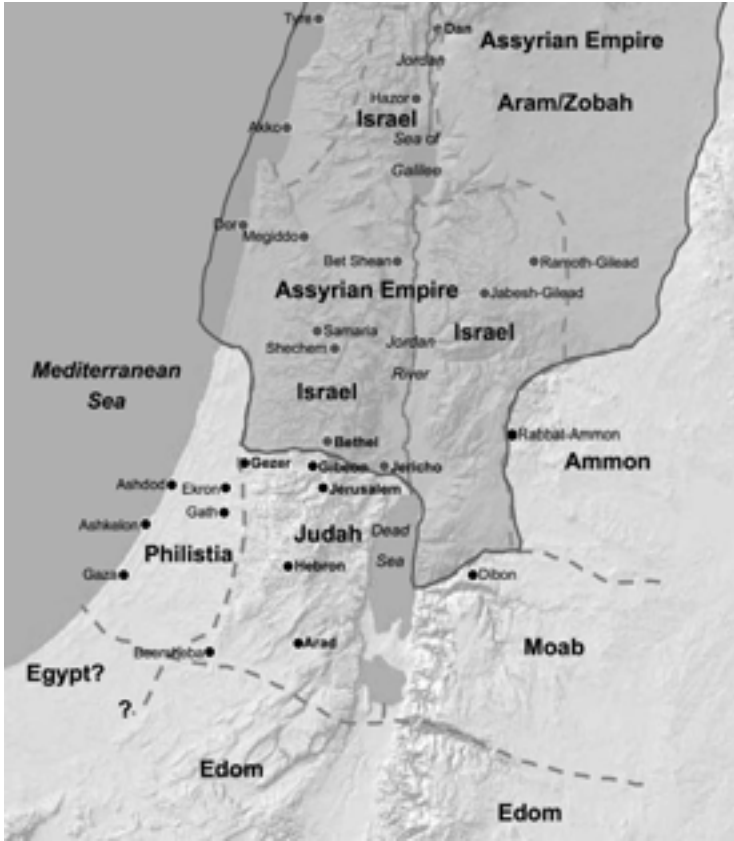 Tyre
Dan
Assyrian Empire
Jordan
Hazor
Aram/Zobah
Israel
Akko
Sea of
Galilee
Dor
Megiddo
Bet Shean
Ramoth-Gilead
Assyrian Empire
Jabesh-Gilead
Samaria
Israel
Shechem
Jordan
River
Mediterranean
Sea
Israel
Bethel
Rabbal-Ammon
Gezer
Gibeon
Jericho
Ammon
Ashdod
Ekron
Jerusalem
Gath
Ashkelon
Judah
Dead
Sea
Philistia
Hebron
Gaza
Dibon
Arad
Moab
Beersheba
Egypt?
?
Edom
Edom